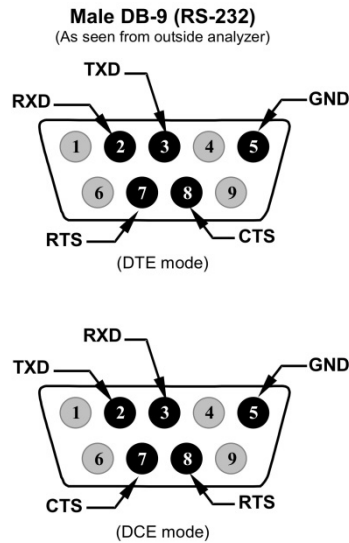 Male DB-9 (RS-232)
(As seen from outside analyzer)
TXD
RXD
GND
1 2 3 4 5
6 7 8 9
RTS
CTS
(DTE mode)
RXD
TXD
GND
1 2 3 4 5
6 7 8 9
CTS
RTS
(DCE mode)